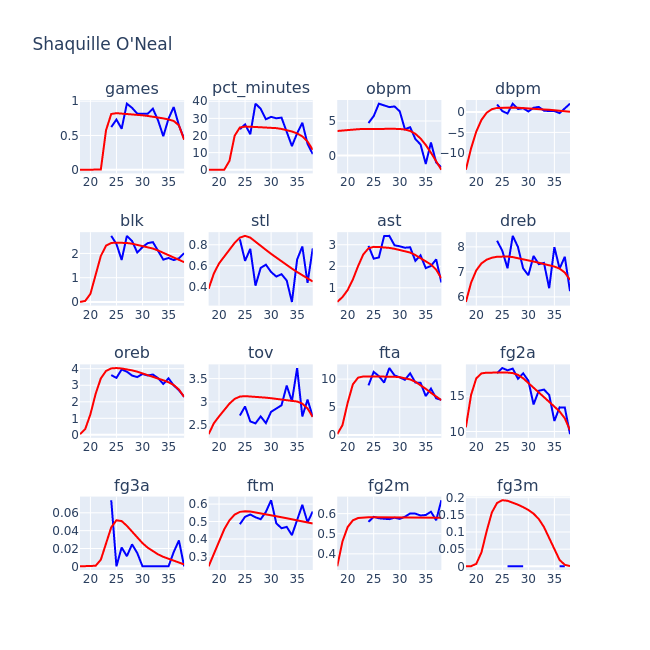 Shaquille O'Neal
games pct_minutes obpm dbpm
1 0.5 0 20 25 30 35
40 30 20 10 0 20 25 30 35
5 0 20 25 30 35
0 −5 −10 20 25 30 35
blk stl ast dreb
2 1 0 20 25 30 35
0.8 0.6 0.4 20 25 30 35
3 2 1 20 25 30 35
8 7 6 20 25 30 35
oreb tov fta fg2a
4 3 2 1 0 20 25 30 35
3.5 3 2.5 20 25 30 35
10 5 0 20 25 30 35
15 10 20 25 30 35
fg3a ftm fg2m fg3m
0.06 0.04 0.02 0 20 25 30 35
0.6 0.5 0.4 0.3 20 25 30 35
0.6 0.5 0.4 20 25 30 35
0.2 0.15 0.1 0.05 0 20 25 30 35